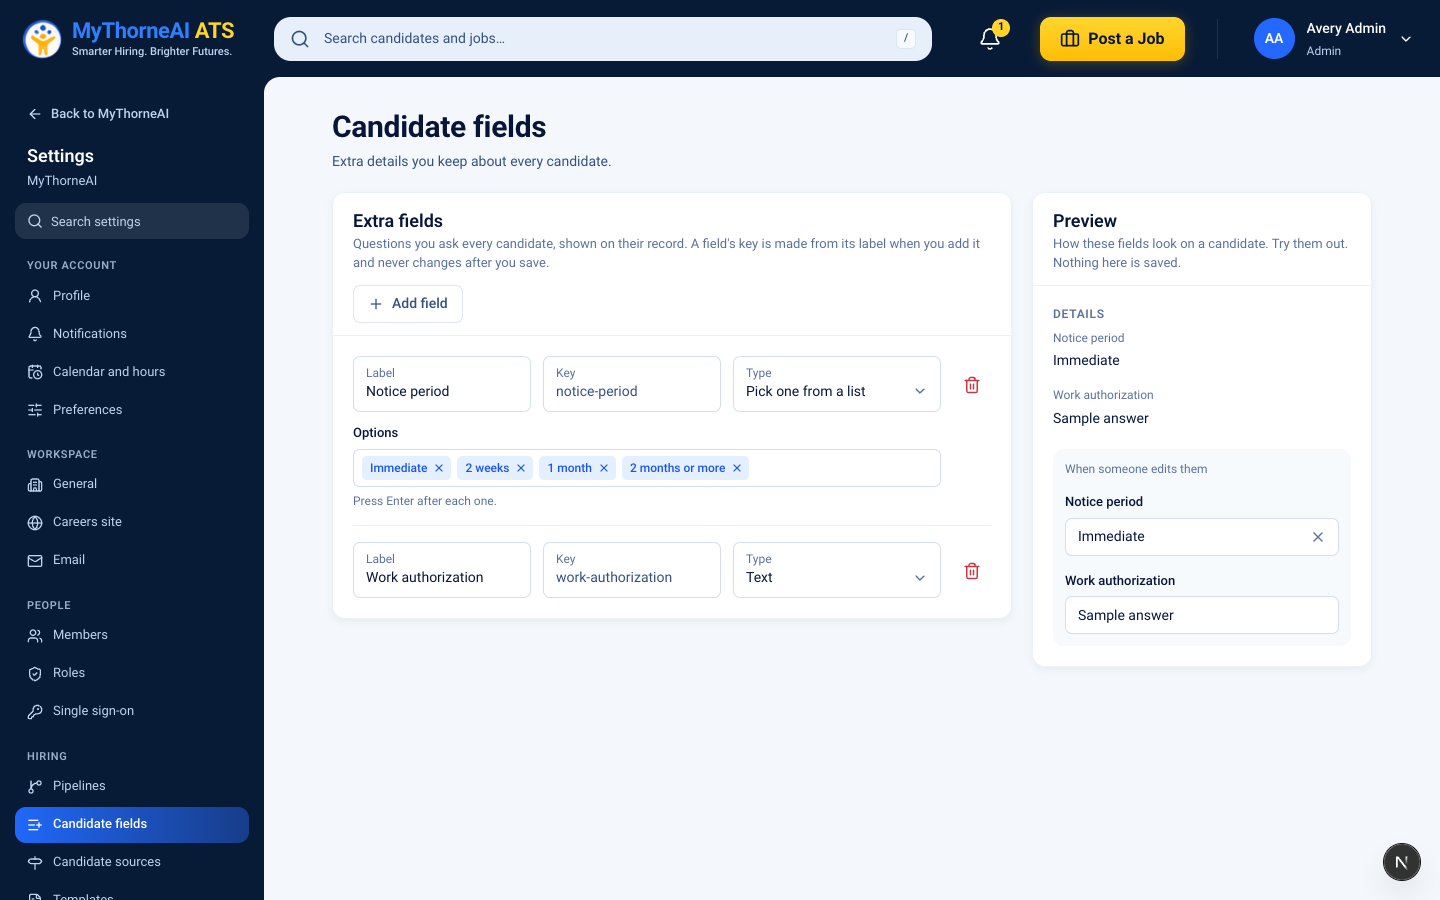 MyThorneAI ATS
Smarter Hiring. Brighter Futures.
Search candidates and jobs...
/
1
Post a Job
AA
Avery Admin
Admin
Back to MyThorneAI
Settings
MyThorneAI
Search settings
YOUR ACCOUNT
Profile
Notifications
Calendar and hours
Preferences
WORKSPACE
General
Careers site
Email
PEOPLE
Members
Roles
Single sign-on
HIRING
Pipelines
Candidate fields
Candidate sources
Templates
Candidate fields
Extra details you keep about every candidate.
Extra fields
Questions you ask every candidate, shown on their record. A field's key is made from its label when you add it
and never changes after you save.
Add field
Label
Notice period
Key
notice-period
Type
Pick one from a list
Options
Immediate
2 weeks
1 month
2 months or more
Press Enter after each one.
Label
Work authorization
Key
work-authorization
Type
Text
Preview
How these fields look on a candidate. Try them out.
Nothing here is saved.
DETAILS
Notice period
Immediate
Work authorization
Sample answer
When someone edits them
Notice period
Immediate
Work authorization
Sample answer
N